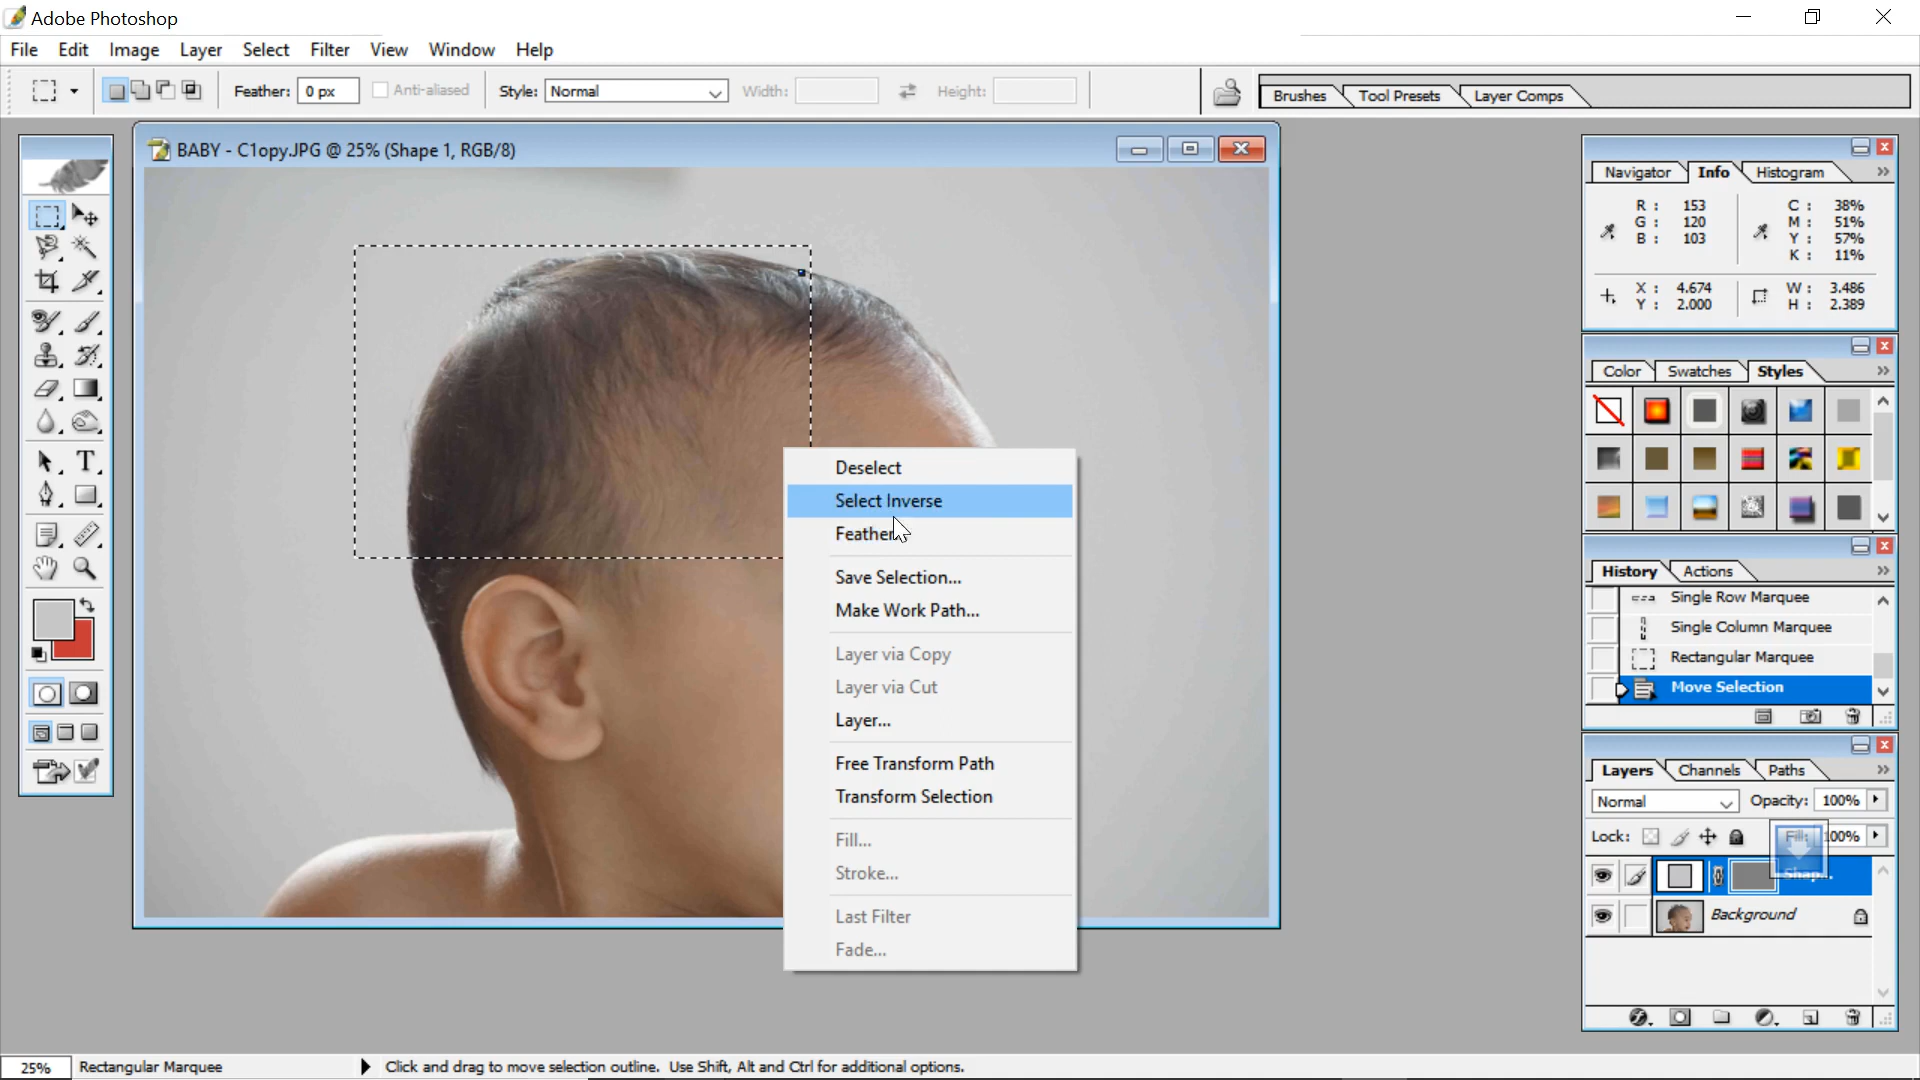 Adobe Photoshop
File Edit Image Layer Select Filter View Window Help
Feather: 0 px Anti-aliased Style: Normal Width: Height: Brushes Tool Presets Layer Comps
BABY - C1opy.JPG @ 25% (Shape 1, RGB/8)
Navigator Info Histogram
R: 153 C: 38%
G: 120 M: 51%
B: 103 Y: 57%
K: 11%
X: 4.674 W: 3.486
Y: 2.000 H: 2.389
Color Swatches Styles
History Actions
Single Row Marquee
Single Column Marquee
Rectangular Marquee
Move Selection
Layers Channels Paths
Normal Opacity: 100%
Lock: Fill: 100%
Shap...
Background
Deselect
Select Inverse
Feather
Save Selection...
Make Work Path...
Layer via Copy
Layer via Cut
Layer...
Free Transform Path
Transform Selection
Fill...
Stroke...
Last Filter
Fade...
T
25% Rectangular Marquee Click and drag to move selection outline. Use Shift, Alt and Ctrl for additional options.